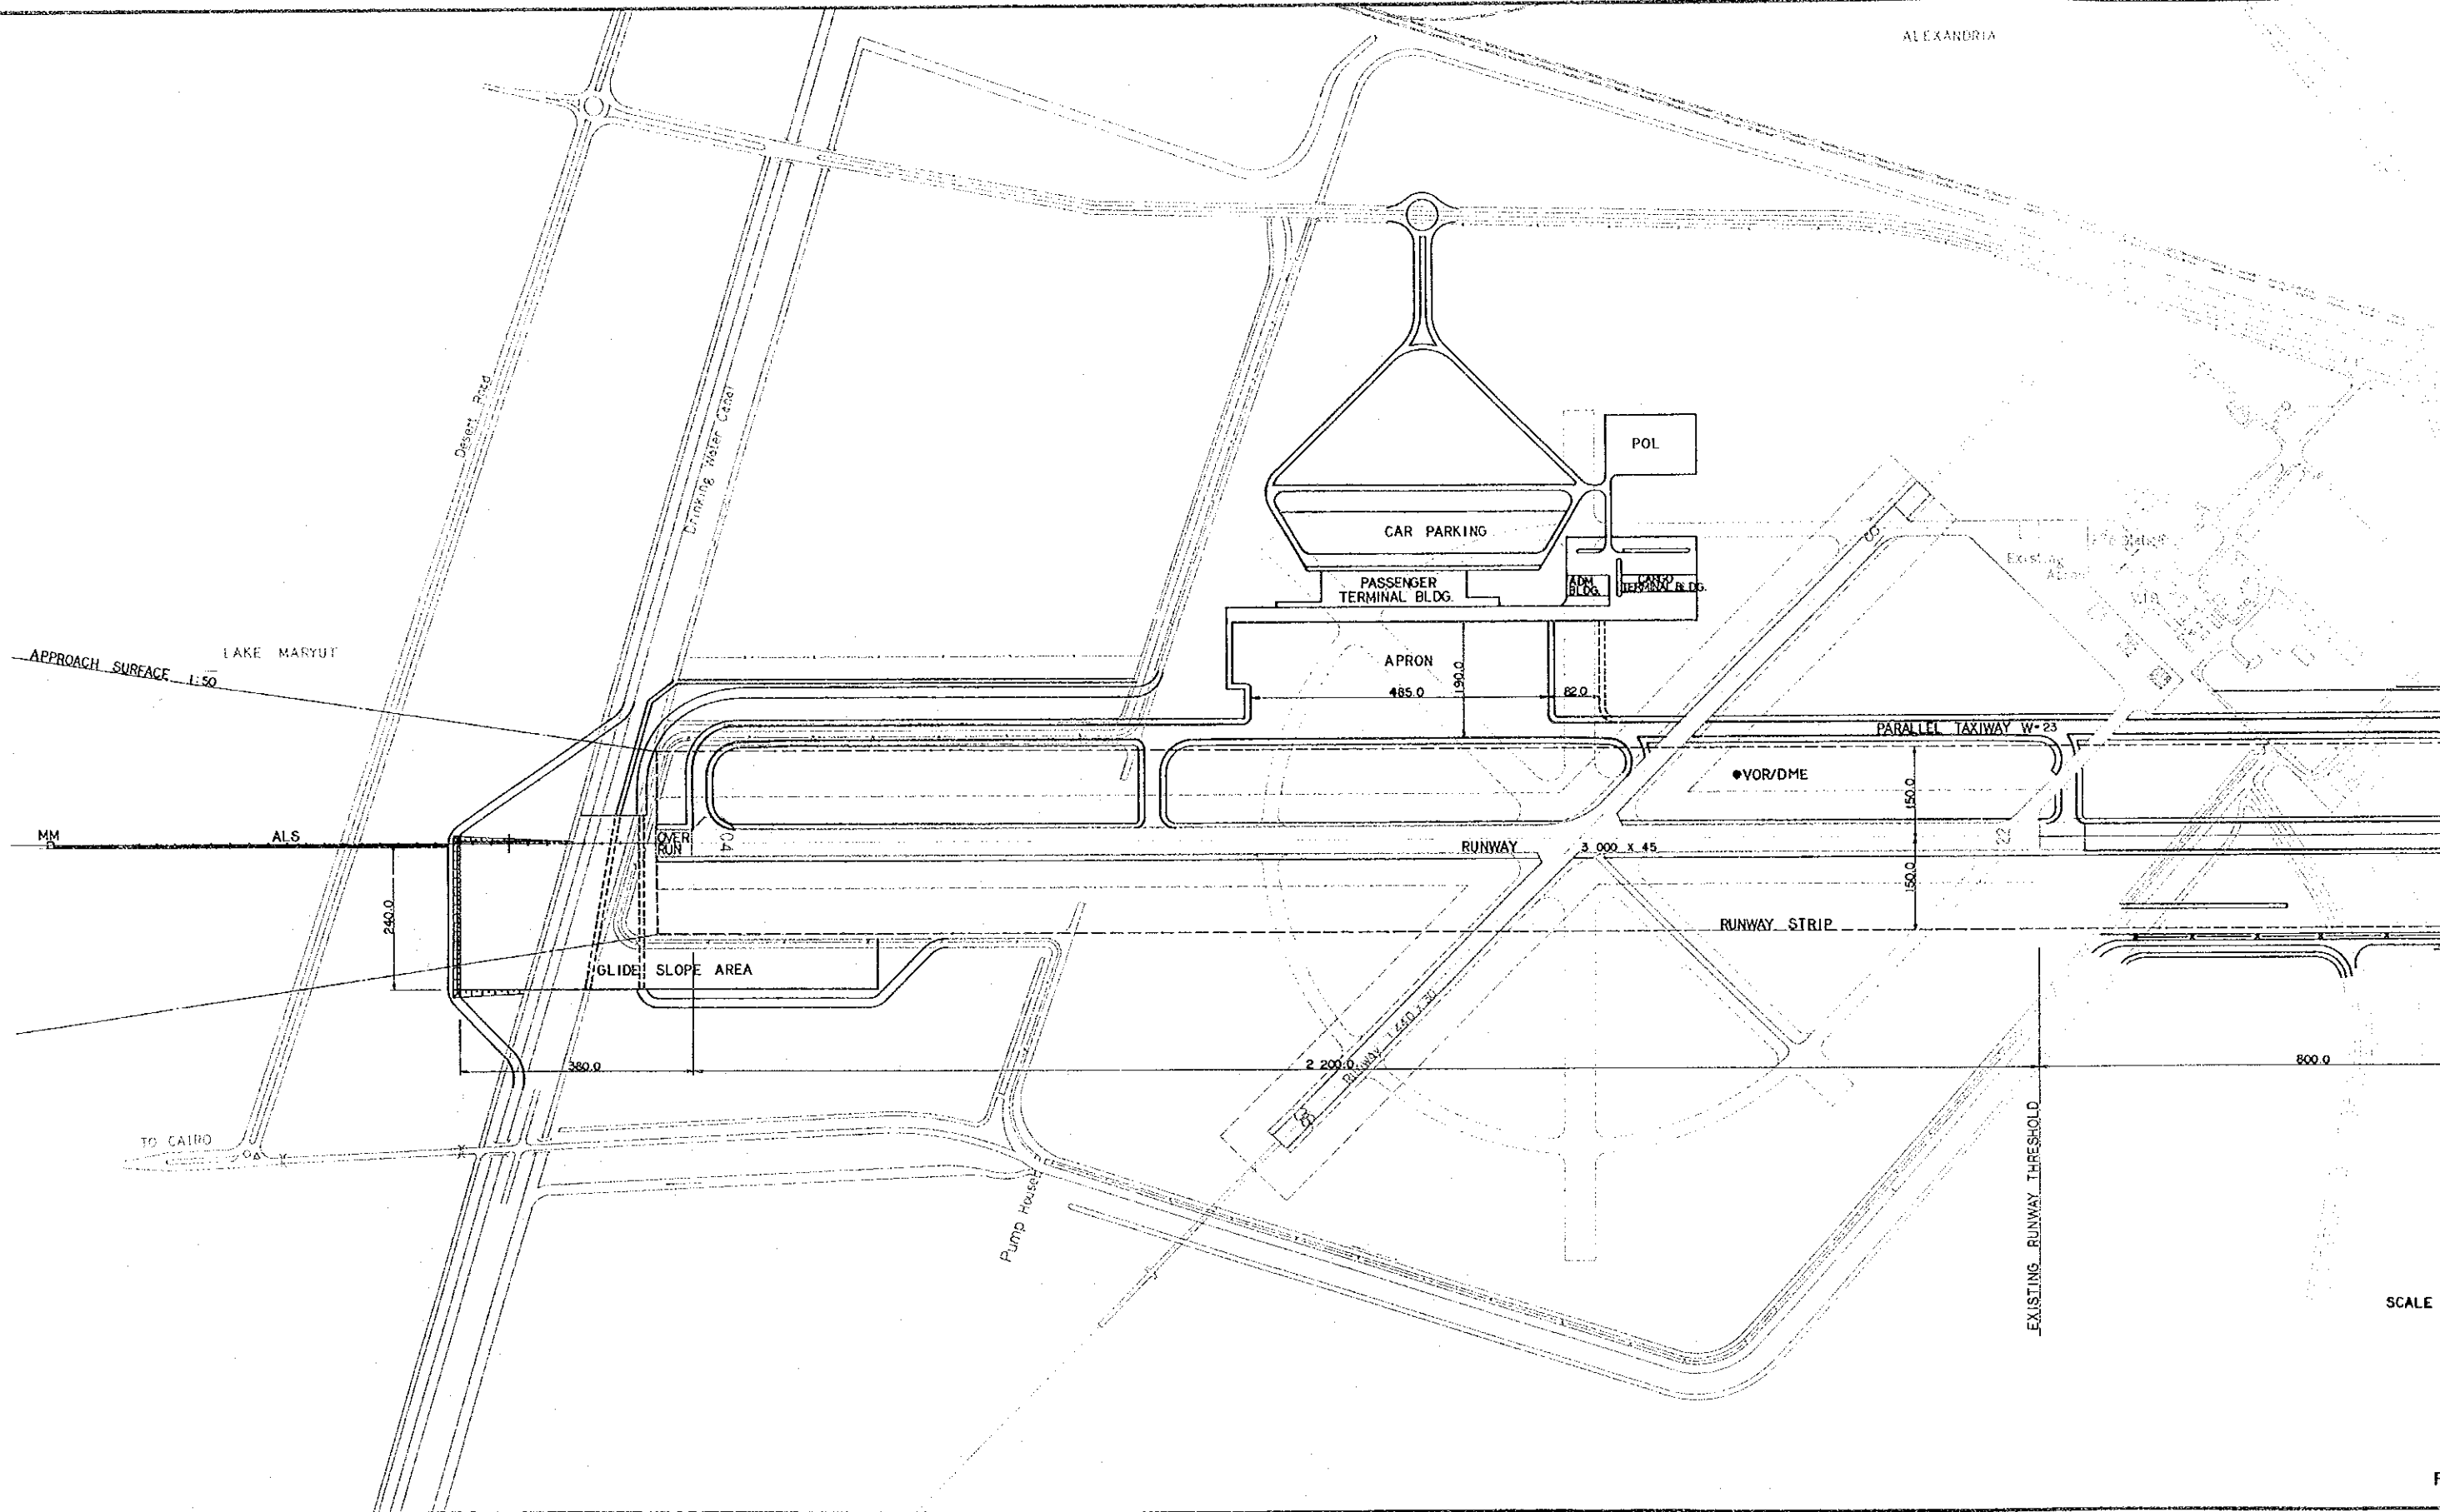 ALEXANDRIA
Desert Road
Drinking Water Canal
POL
CAR PARKING
PASSENGER
TERMINAL BLDG.
ADM
BLDG.
CARGO
TERMINAL BLDG.
Existing
LAKE MARYUT
APPROACH SURFACE 1:50
APRON
190.0
485.0
82.0
PARALLEL TAXIWAY W=23
VOR/DME
150.0
MM
ALS
OVER
RUN
04
RUNWAY
3 000 X 45
22
150.0
240.0
RUNWAY STRIP
GLIDE SLOPE AREA
380.0
2 200.0
800.0
TO CAIRO
Pump House
EXISTING RUNWAY THRESHOLD
SCALE